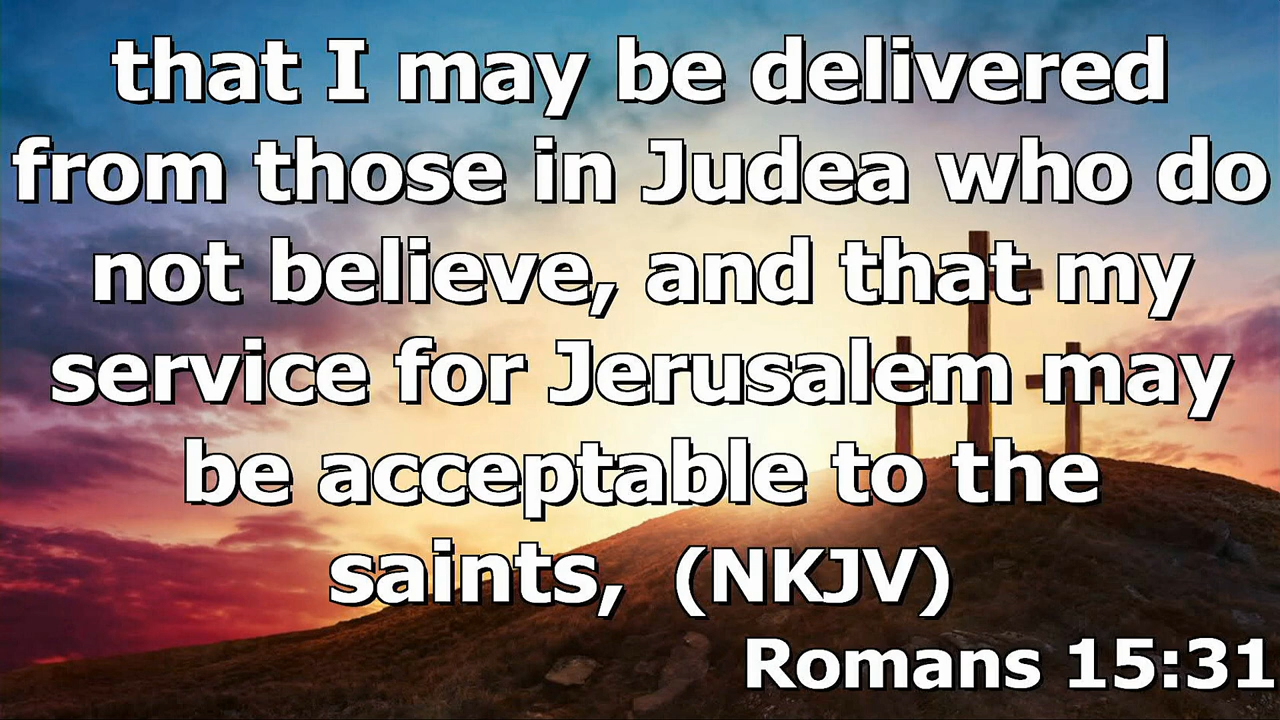 that I may be delivered
from those in Judea who do
not believe, and that my
service for Jerusalem may
be acceptable to the
saints,  (NKJV)
Romans 15:31